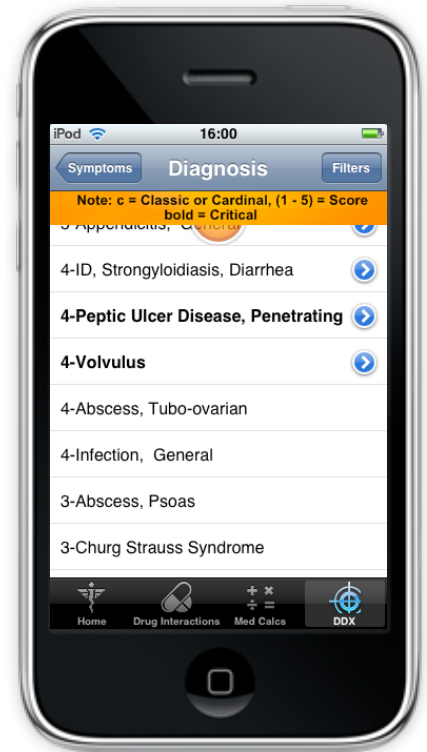 iPod 16:00
Symptoms Diagnosis Filters
Note: c = Classic or Cardinal, (1 - 5) = Score
bold = Critical
Appendicitis, General
4-ID, Strongyloidiasis, Diarrhea
4-Peptic Ulcer Disease, Penetrating
4-Volvulus
4-Abscess, Tubo-ovarian
4-Infection, General
3-Abscess, Psoas
3-Churg Strauss Syndrome
Home Drug Interactions Med Calcs DDX